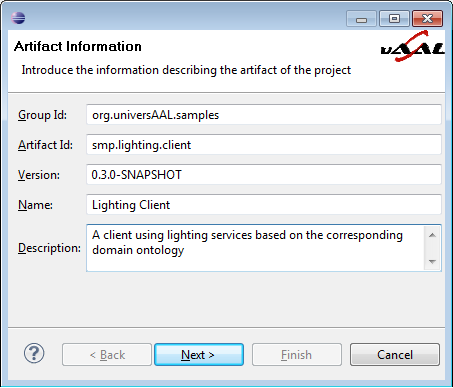 Artifact Information
uAAL
Introduce the information describing the artifact of the project
Group Id: org.universAAL.samples
Artifact Id: smp.lighting.client
Version: 0.3.0-SNAPSHOT
Name: Lighting Client
Description: A client using lighting services based on the corresponding
domain ontology
? < Back Next > Finish Cancel